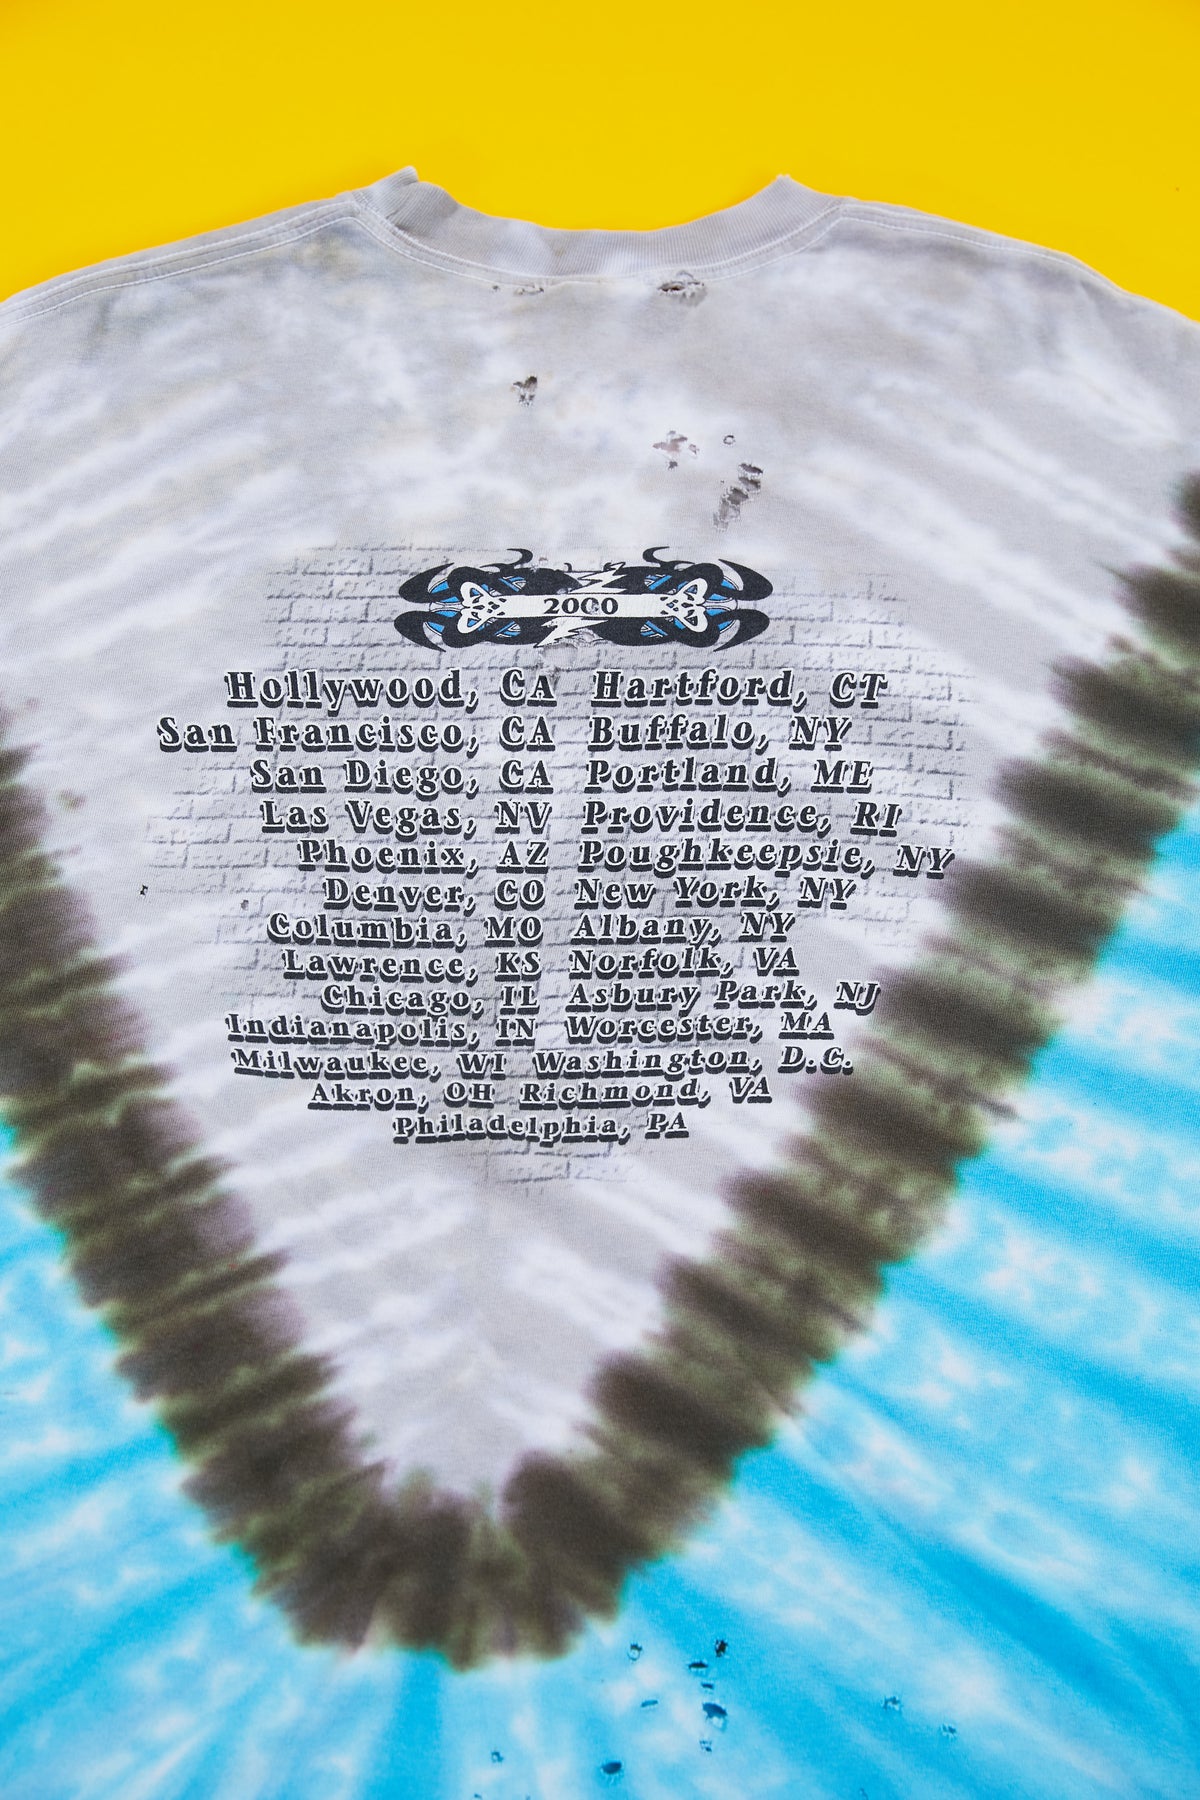 2000
Hollywood, CA Hartford, CT
San Francisco, CA Buffalo, NY
San Diego, CA Portland, ME
Las Vegas, NV Providence, RI
Phoenix, AZ Poughkeepsie, NY
Denver, CO New York, NY
Columbia, MO Albany, NY
Lawrence, KS Norfolk, VA
Chicago, IL Asbury Park, NJ
Indianapolis, IN Worcester, MA
Milwaukee, WI Washington, D.C.
Akron, OH Richmond, VA
Philadelphia, PA